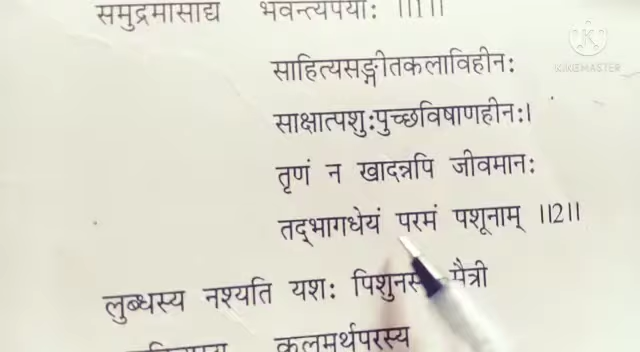 समुद्रमासाद्य भवन्त्यपेयाः ।।1।।
साहित्यसङ्गीतकलाविहीन:
साक्षात्पशु:पुच्छविषाणहीन:।
तृणं न खादन्नपि जीवमान:
तद्भागधेयं परमं पशूनाम् ।।2।।
लुब्धस्य नश्यति यश: मैत्री
कुलमर्थपरस्य
KINEMASTER